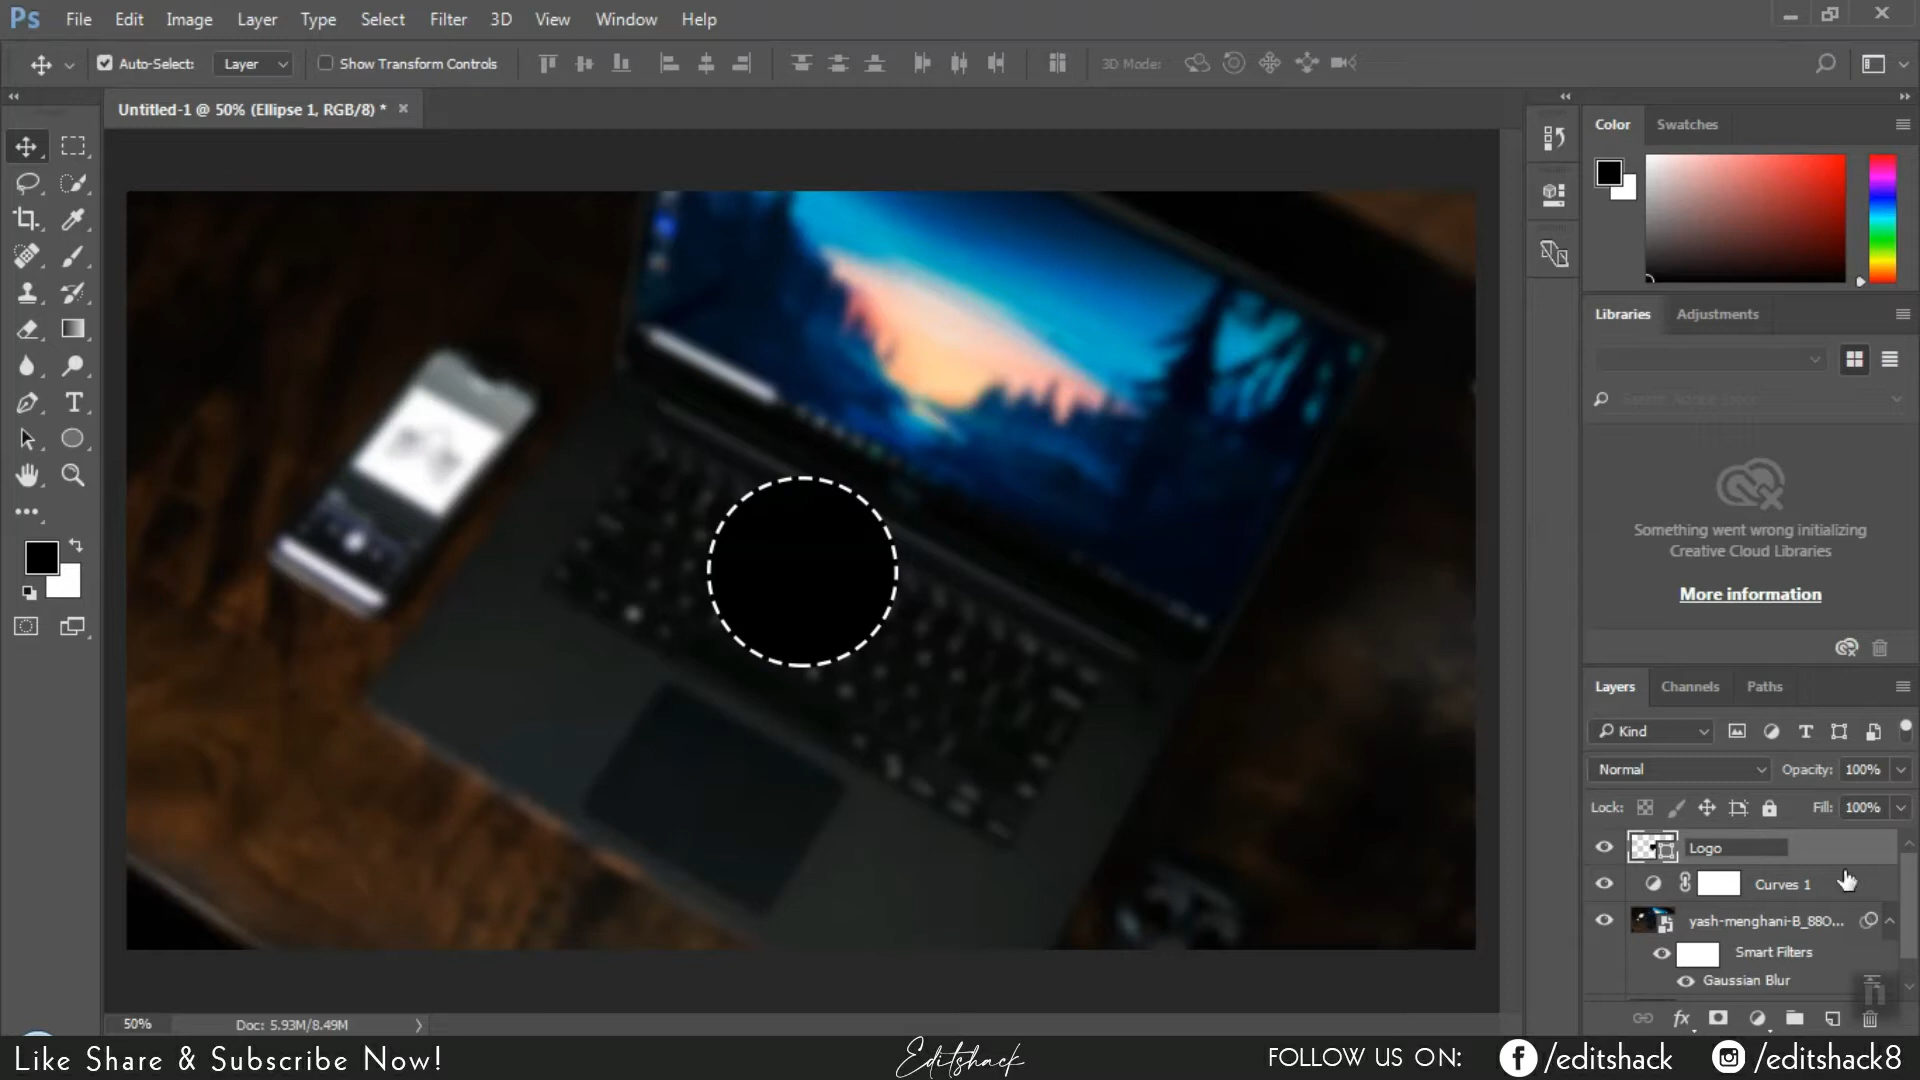 Ps File Edit Image Layer Type Select Filter 3D View Window Help
Auto-Select: Layer Show Transform Controls 3D Mode:
Untitled-1 @ 50% (Ellipse 1, RGB/8) *
Color Swatches
Libraries Adjustments
Something went wrong initializing
Creative Cloud Libraries
More information
Layers Channels Paths
Kind
Normal Opacity: 100%
Lock: Fill: 100%
Logo
Curves 1
yash-menghani-B_88O...
Smart Filters
Gaussian Blur
50% Doc: 5.93M/8.49M
Like Share & Subscribe Now! Editshack FOLLOW US ON: /editshack /editshack8